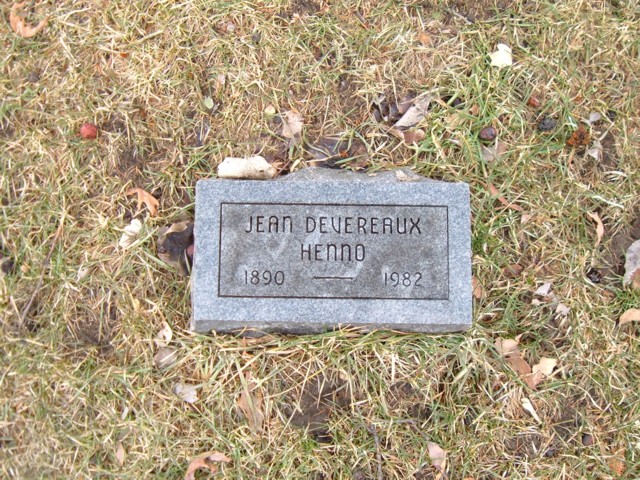 JEAN DEVEREAUX
HENNO
1890 — 1982